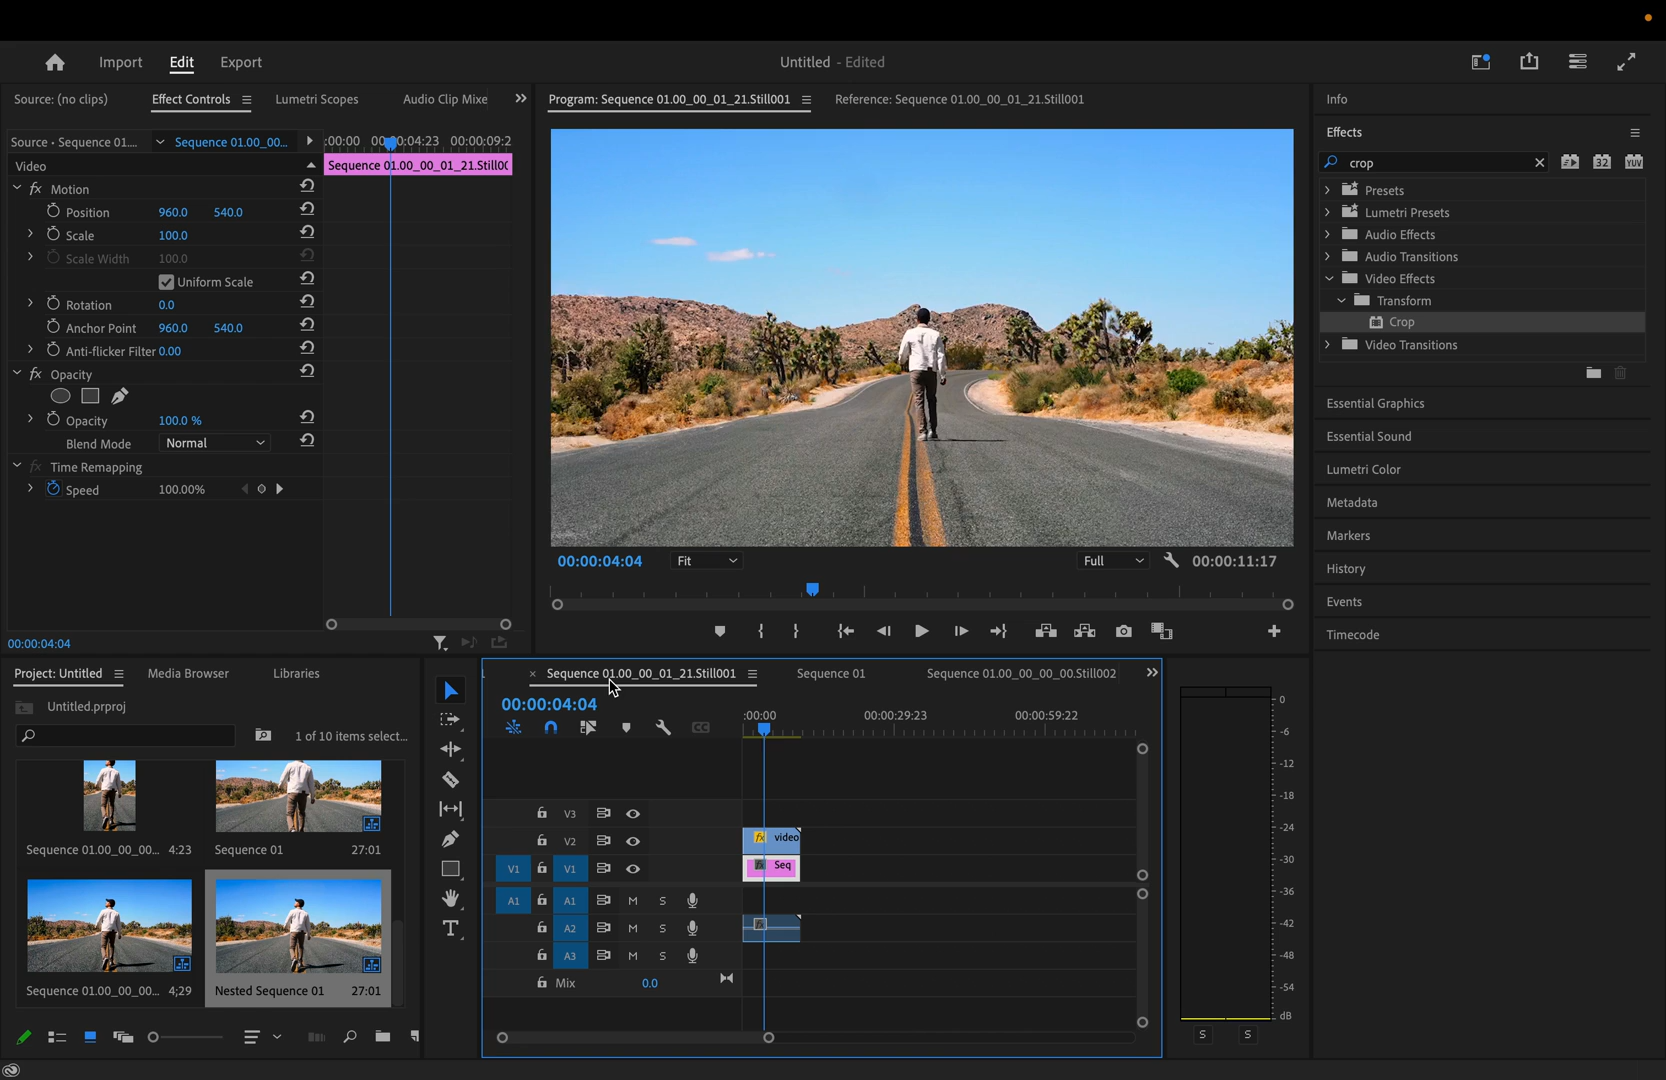 Import Edit Export Untitled - Edited
Source: (no clips) Effect Controls Lumetri Scopes Audio Clip Mixe
Source • Sequence 01.... Sequence 01.00_00... :00:00 00:00:04:23 00:00:09:2
Video Sequence 01.00_00_01_21.Still00
Motion
Position 960.0 540.0
Scale 100.0
Scale Width 100.0
Uniform Scale
Rotation 0.0
Anchor Point 960.0 540.0
Anti-flicker Filter 0.00
Opacity
Opacity 100.0 %
Blend Mode Normal
Time Remapping
Speed 100.00%
00:00:04:04
Program: Sequence 01.00_00_01_21.Still001 Reference: Sequence 01.00_00_01_21.Still001
00:00:04:04 Fit Full 00:00:11:17
Info
Effects
crop 32 YUV
Presets
Lumetri Presets
Audio Effects
Audio Transitions
Video Effects
Transform
Crop
Video Transitions
Essential Graphics
Essential Sound
Lumetri Color
Metadata
Markers
History
Events
Timecode
Project: Untitled Media Browser Libraries
Untitled.prproj
1 of 10 items select...
Sequence 01.00_00... 4:23 Sequence 01 27:01
Sequence 01.00_00... 4;29 Nested Sequence 01 27:01
Sequence 01.00_00_01_21.Still001 Sequence 01 Sequence 01.00_00_00_00.Still002
00:00:04:04
:00:00 00:00:29:23 00:00:59:22
CC
V3
V2 fx video
V1 V1 fx Seq
A1 A1 M S
A2 M S fx
A3 M S
Mix 0.0
0
-6
-12
-18
-24
-30
-36
-42
-48
-54
dB
S S